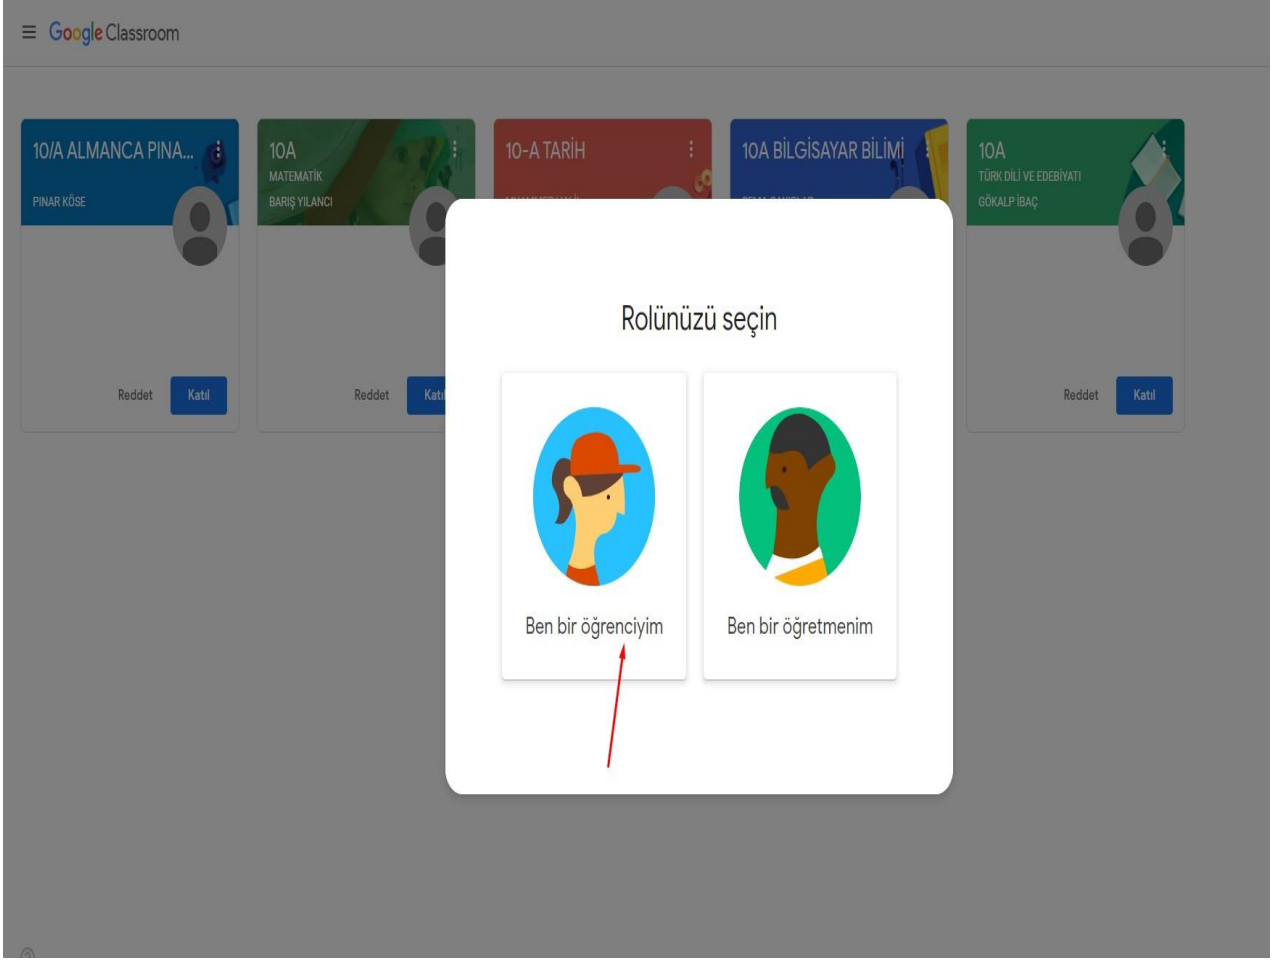 Google Classroom
10/A ALMANCA PINA...
PINAR KÖSE
Reddet
Katıl
10A
MATEMATİK
BARIŞ YILANCI
Reddet
10-A TARİH
10A BİLGİSAYAR BİLİMİ
10A
TÜRK DİLİ VE EDEBİYATI
GÖKALP İBAÇ
Reddet
Katıl
Rolünüzü seçin
Ben bir öğrenciyim
Ben bir öğretmenim